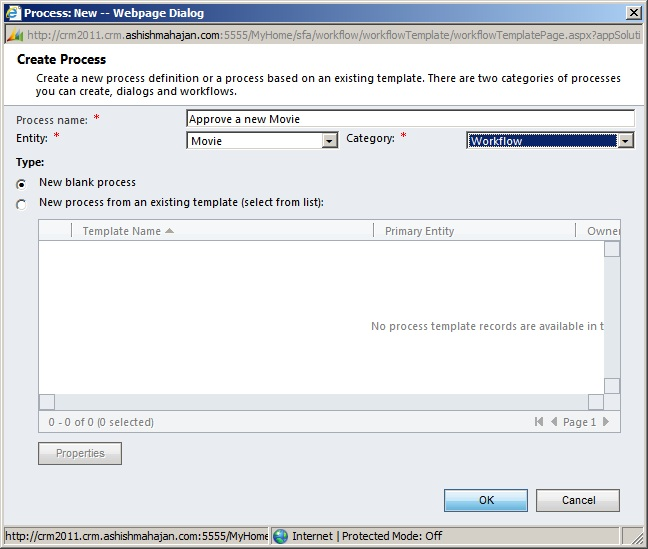 Process: New -- Webpage Dialog
http://crm2011.crm.ashishmahajan.com:5555/MyHome/sfa/workflow/workflowTemplate/workflowTemplatePage.aspx?appSoluti
Create Process
Create a new process definition or a process based on an existing template. There are two categories of processes
you can create, dialogs and workflows.
Process name: * Approve a new Movie
Entity: * Movie Category: * Workflow
Type:
New blank process
New process from an existing template (select from list):
Template Name Primary Entity Owner
No process template records are available in t
0 - 0 of 0 (0 selected) Page 1
Properties
OK Cancel
http://crm2011.crm.ashishmahajan.com:5555/MyHome Internet | Protected Mode: Off